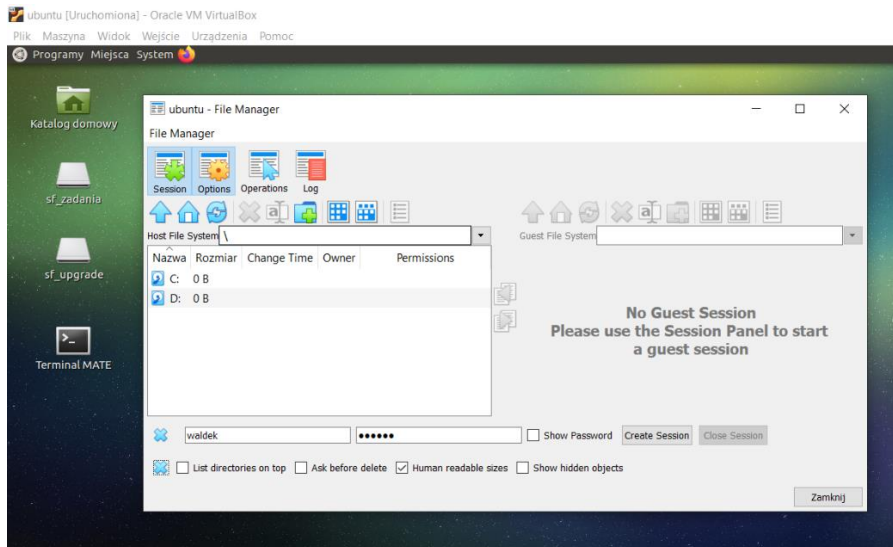 ubuntu [Uruchomiona] - Oracle VM VirtualBox
Plik Maszyna Widok Wejście Urządzenia Pomoc
Programy Miejsca System
Katalog domowy
sf_zadania
sf_upgrade
Terminal MATE
ubuntu - File Manager
File Manager
Session Options Operations Log
Host File System \
Guest File System
Nazwa Rozmiar Change Time Owner Permissions
C: 0 B
D: 0 B
No Guest Session
Please use the Session Panel to start
a guest session
waldek •••••• Show Password Create Session Close Session
List directories on top Ask before delete Human readable sizes Show hidden objects
Zamknij